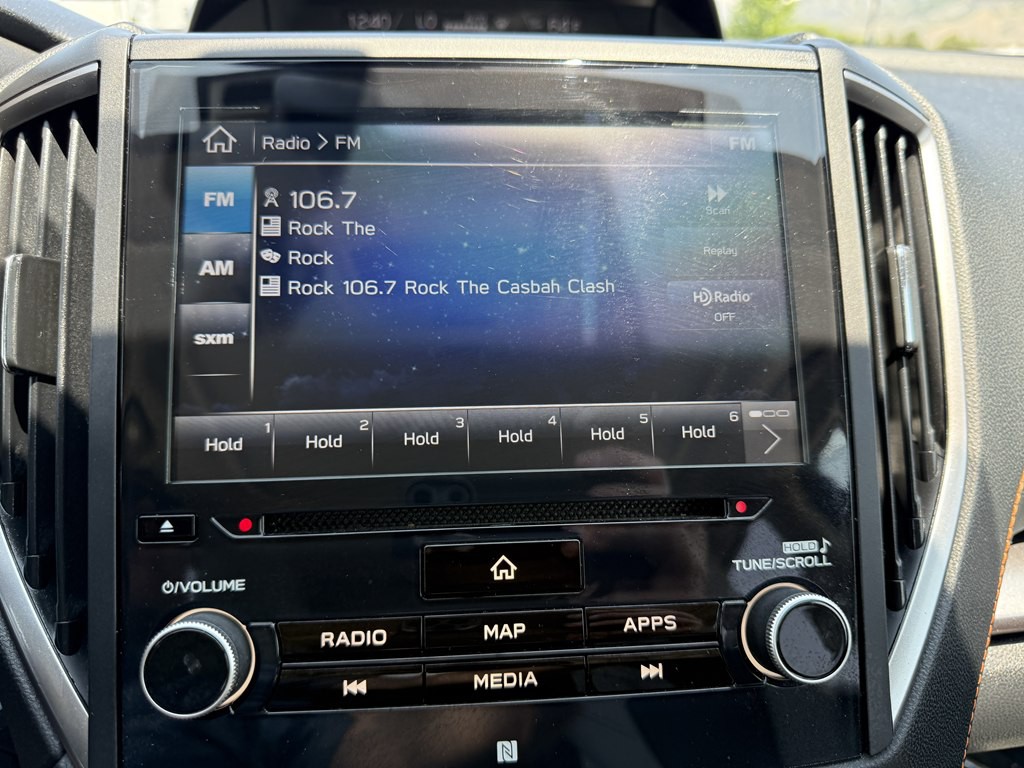 Radio > FM
FM
FM
106.7
Scan
Rock The
Replay
AM
Rock
Rock 106.7 Rock The Casbah Clash
HD Radio
OFF
sxm
1 2 3 4 5 6
Hold Hold Hold Hold Hold Hold
HOLD
TUNE/SCROLL
/VOLUME
RADIO MAP APPS
MEDIA
N